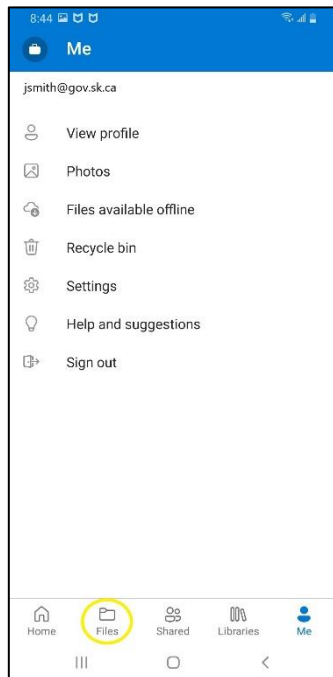 8:44
Me
jsmith@gov.sk.ca
View profile
Photos
Files available offline
Recycle bin
Settings
Help and suggestions
Sign out
Home Files Shared Libraries Me